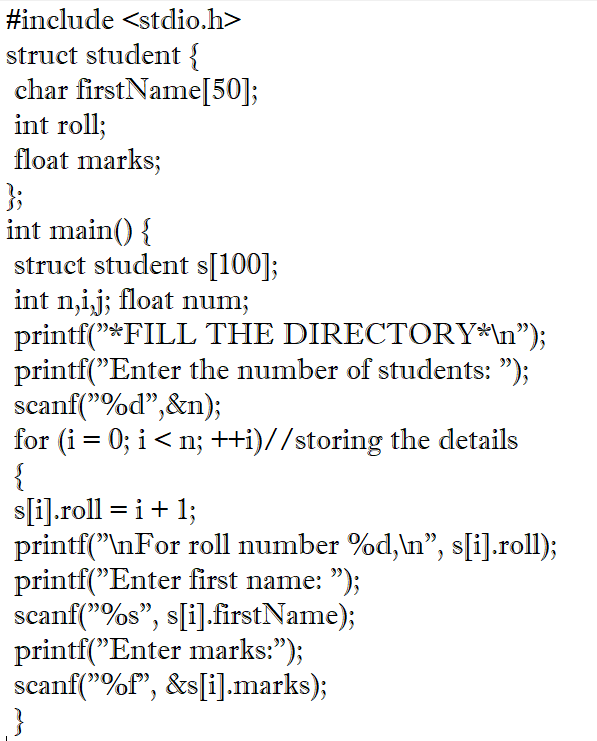 #include <stdio.h>
struct student {
char firstName[50];
int roll;
float marks;
};
int main() {
struct student s[100];
int n,i,j; float num;
printf(”*FILL THE DIRECTORY*\n”);
printf(”Enter the number of students: ”);
scanf(”%d”,&n);
for (i = 0; i < n; ++i)//storing the details
{
s[i].roll = i + 1;
printf(”\nFor roll number %d,\n”, s[i].roll);
printf(”Enter first name: ”);
scanf(”%s”, s[i].firstName);
printf(”Enter marks:”);
scanf(”%f”, &s[i].marks);
}